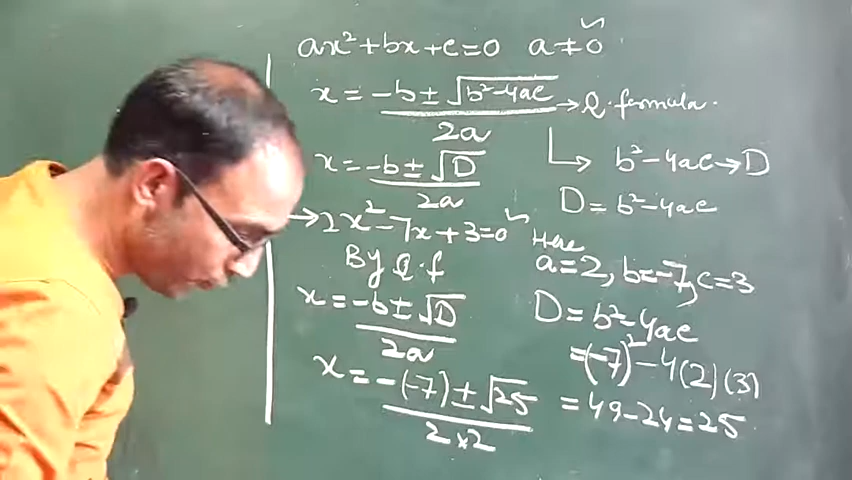 ax²+bx+c=0 a≠0
x = -b ± √(b²-4ac) / 2a → Q. formula.
x = -b ± √D / 2a
↳ b²-4ac → D
D = b²-4ac
→ 2x²-7x+3=0
Here
By Q.f
a=2, b=-7, c=3
x = -b ± √D / 2a
D = b²-4ac
= (-7)² - 4(2)(3)
x = -(-7) ± √25 / 2×2
= 49-24=25